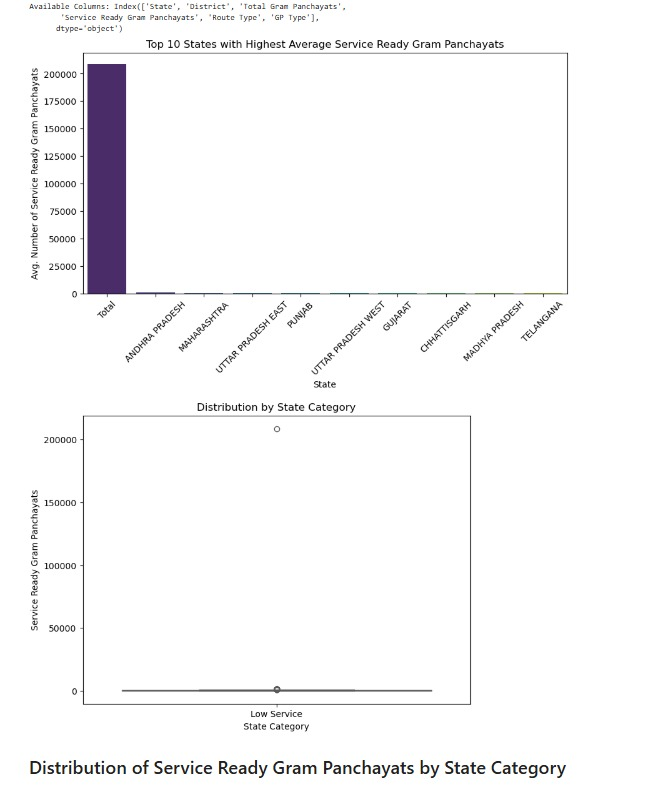 Available Columns: Index(['State', 'District', 'Total Gram Panchayats',
'Service Ready Gram Panchayats', 'Route Type', 'GP Type'],
dtype='object')
Top 10 States with Highest Average Service Ready Gram Panchayats
Avg. Number of Service Ready Gram Panchayats
200000
175000
150000
125000
100000
75000
50000
25000
0
Total
ANDHRA PRADESH
MAHARASHTRA
UTTAR PRADESH EAST
PUNJAB
UTTAR PRADESH WEST
GUJARAT
CHHATTISGARH
MADHYA PRADESH
TELANGANA
State
Distribution by State Category
Service Ready Gram Panchayats
200000
150000
100000
50000
0
Low Service
State Category
Distribution of Service Ready Gram Panchayats by State Category